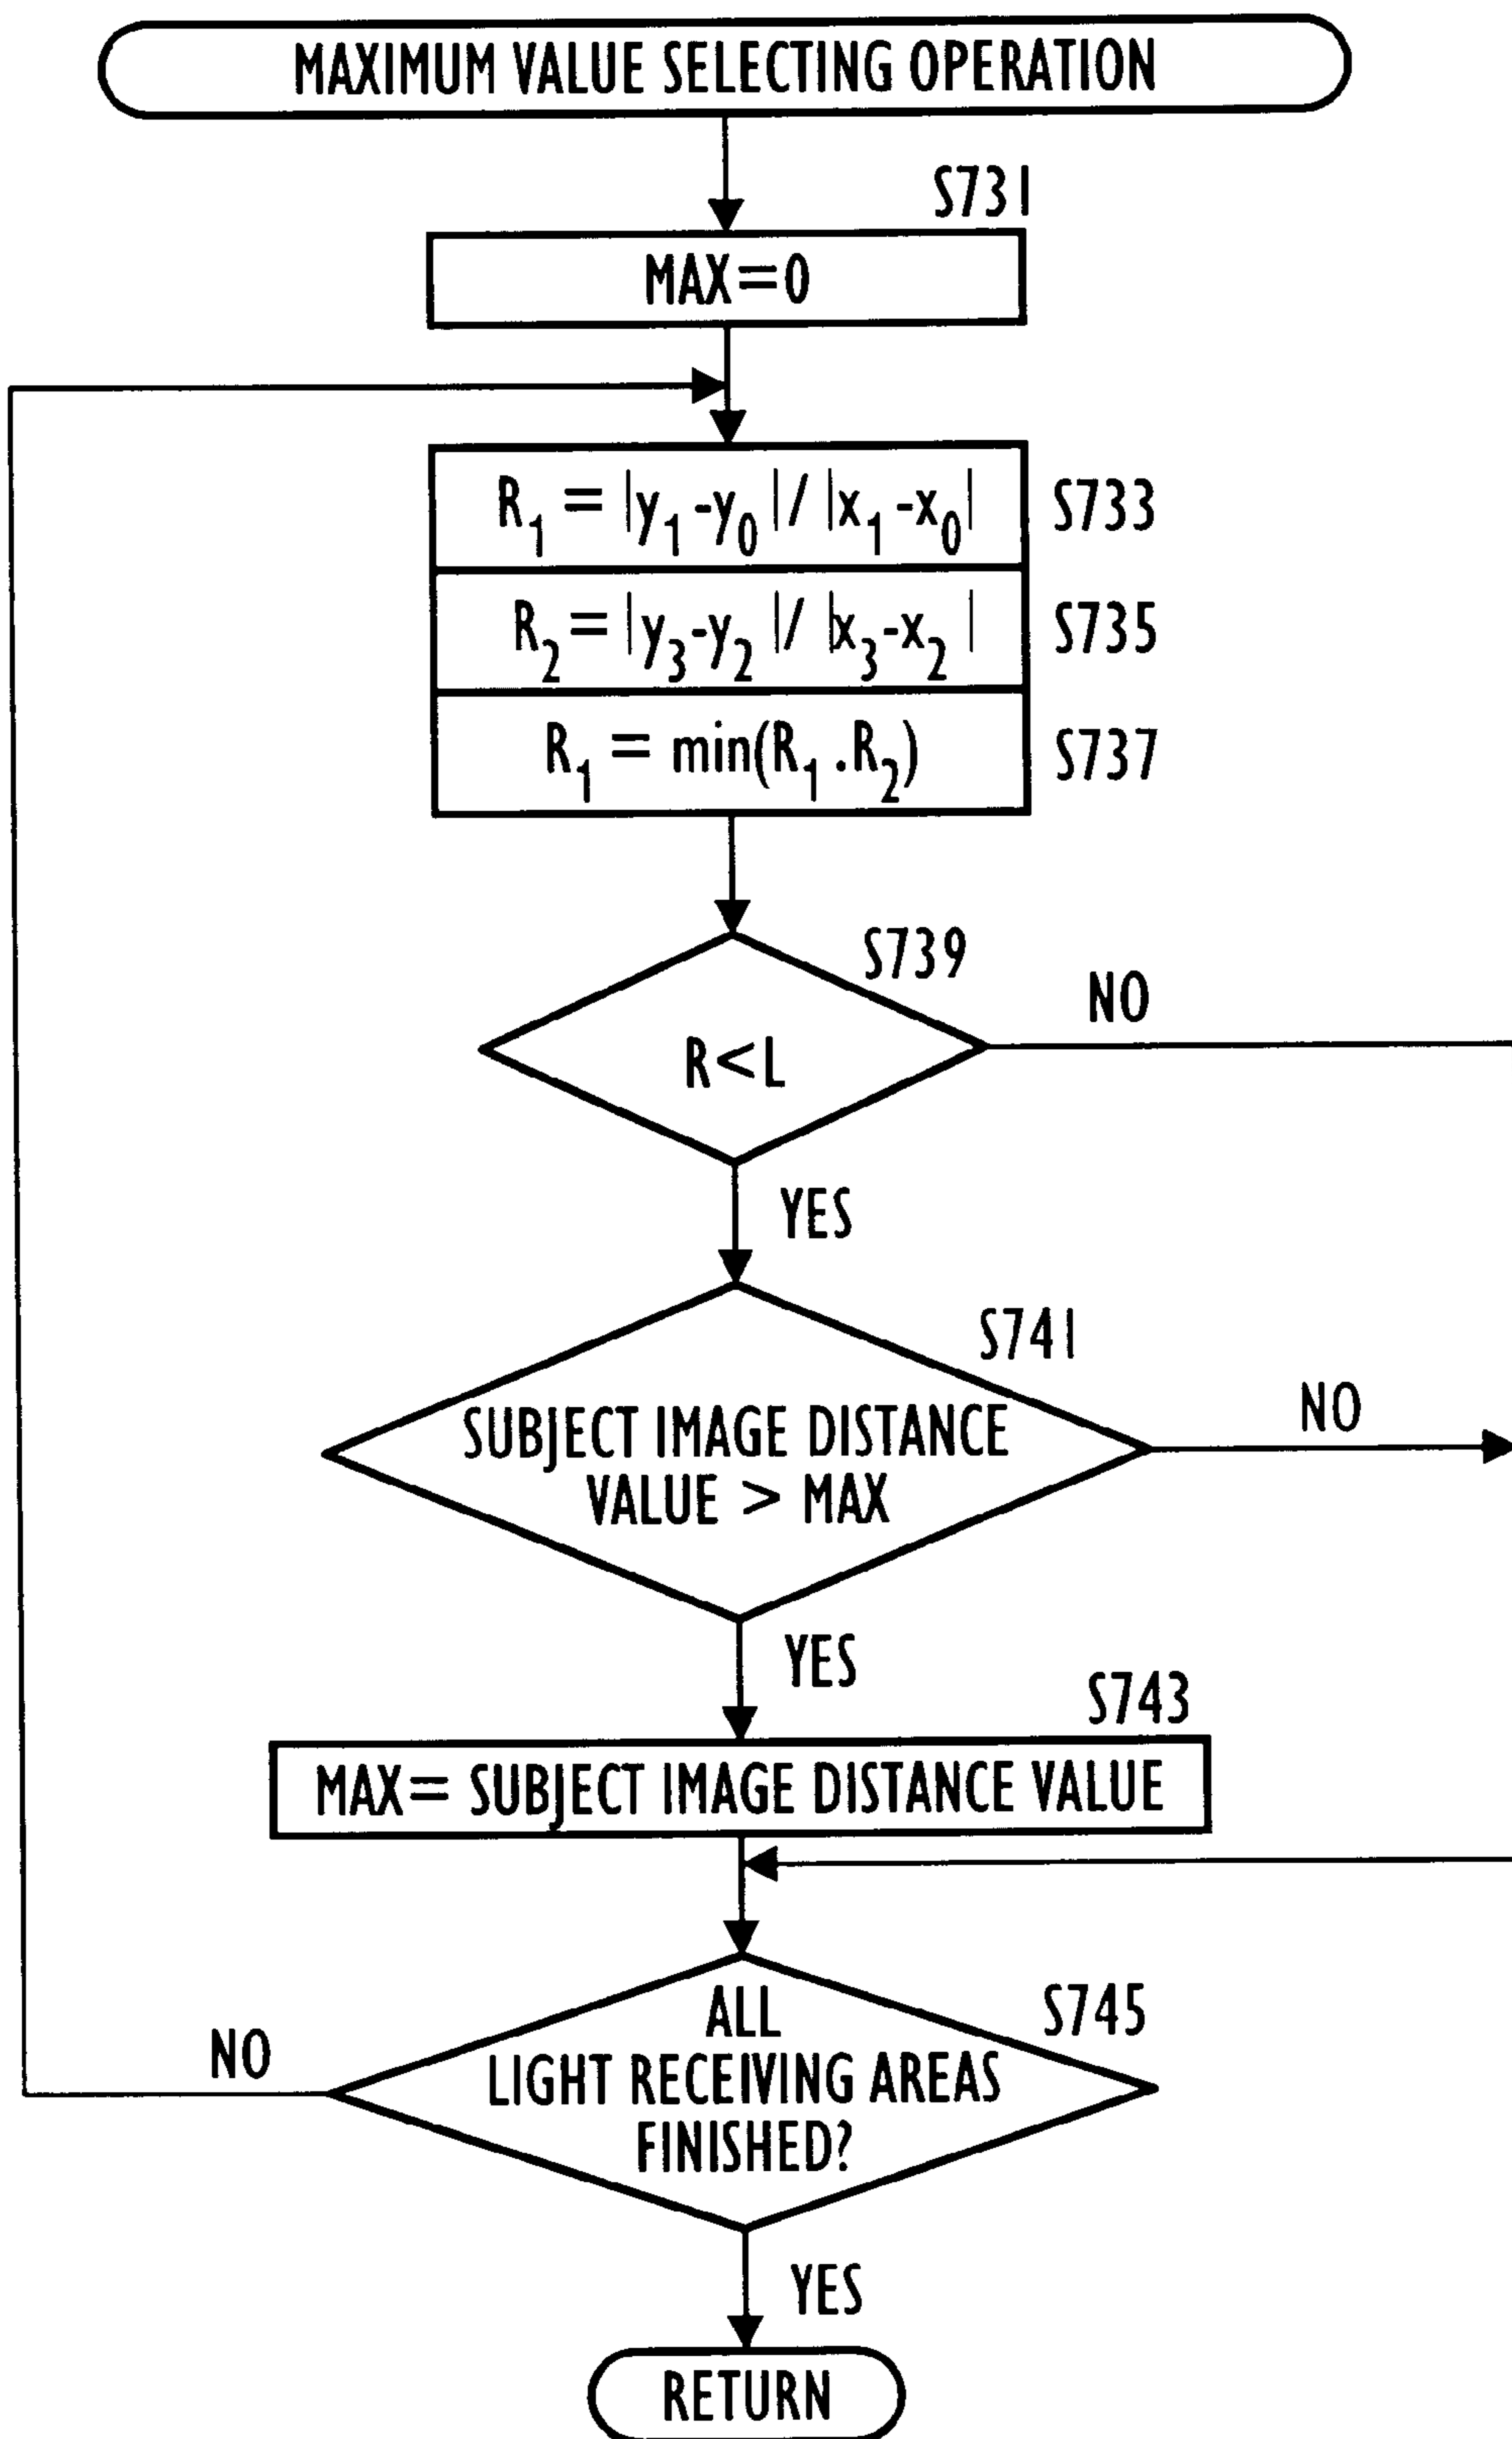 MAXIMUM VALUE SELECTING OPERATION
S731
MAX=0
R₁ = |y₁-y₀|/|x₁-x₀|
S733
R₂=|y₃-y₂|/|x₃-x₂|
S735
R₁ = min(R₁.R₂)
S737
S739
NO
R<L
YES
S741
SUBJECT IMAGE DISTANCE
VALUE > MAX
NO
YES
S743
MAX= SUBJECT IMAGE DISTANCE VALUE
S745
ALL
LIGHT RECEIVING AREAS
FINISHED?
NO
YES
RETURN